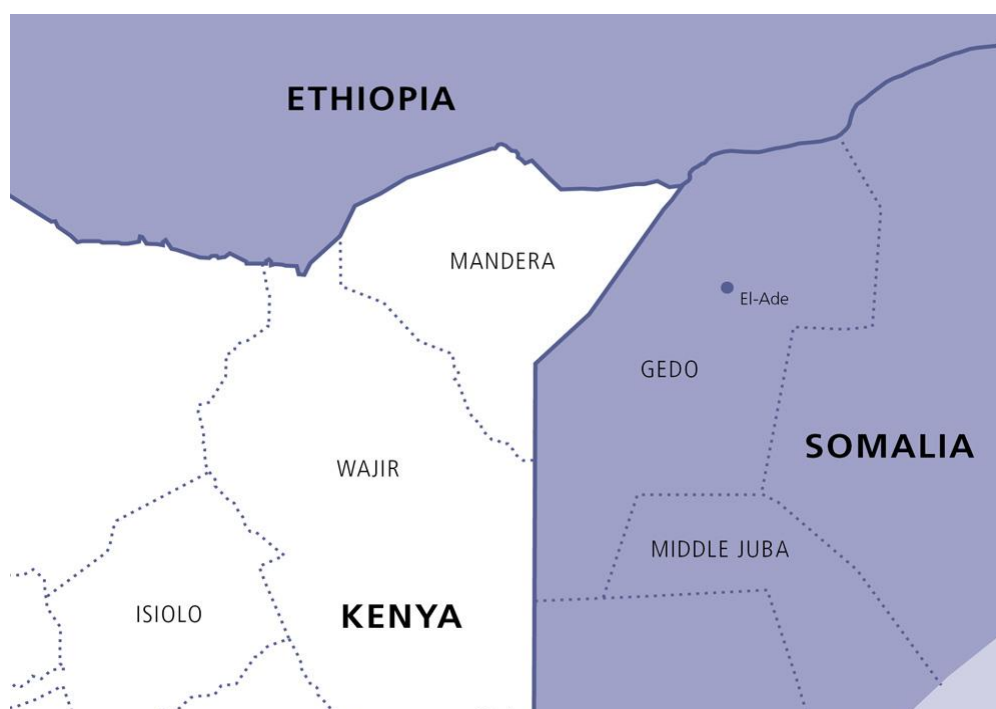 ETHIOPIA
MANDERA
El-Ade
GEDO
SOMALIA
WAJIR
MIDDLE JUBA
ISIOLO
KENYA